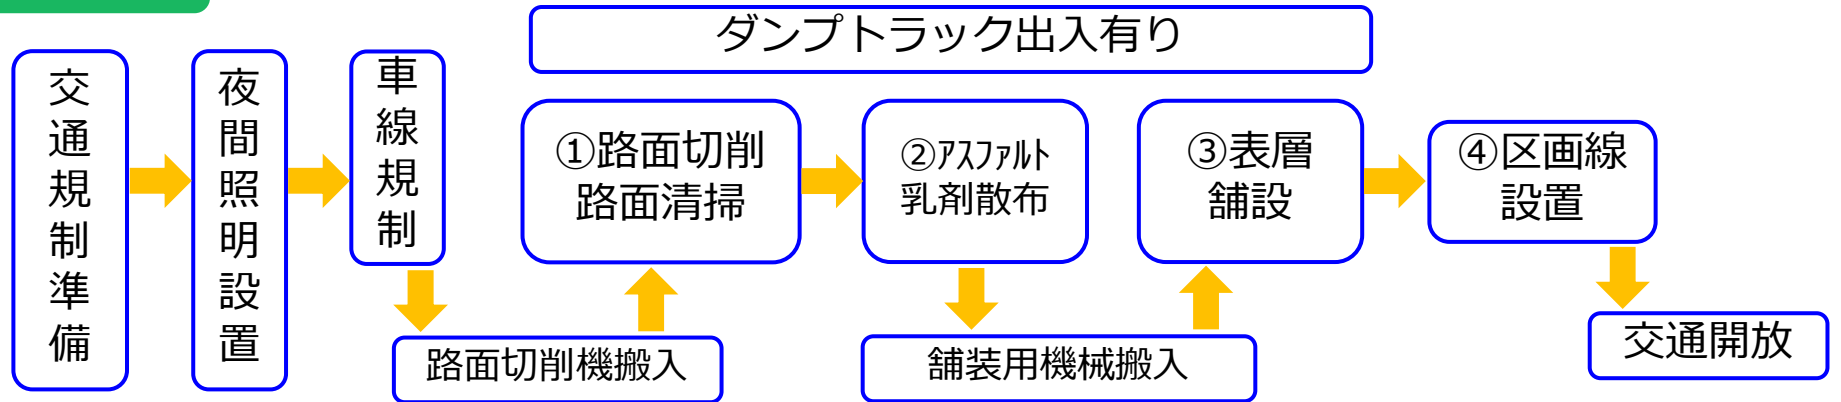 ダンプトラック出入有り
交通規制準備
夜間照明設置
車線規制
路面切削機搬入
①路面切削
路面清掃
②ｱｽﾌｧﾙﾄ
乳剤散布
舗装用機械搬入
③表層
舗設
④区画線
設置
交通開放